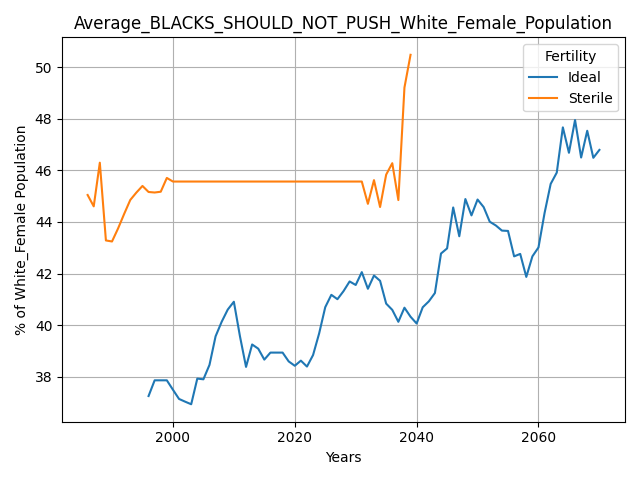 Average_BLACKS_SHOULD_NOT_PUSH_White_Female_Population
Fertility
Ideal
Sterile
% of White_Female Population
50
48
46
44
42
40
38
2000 2020 2040 2060
Years